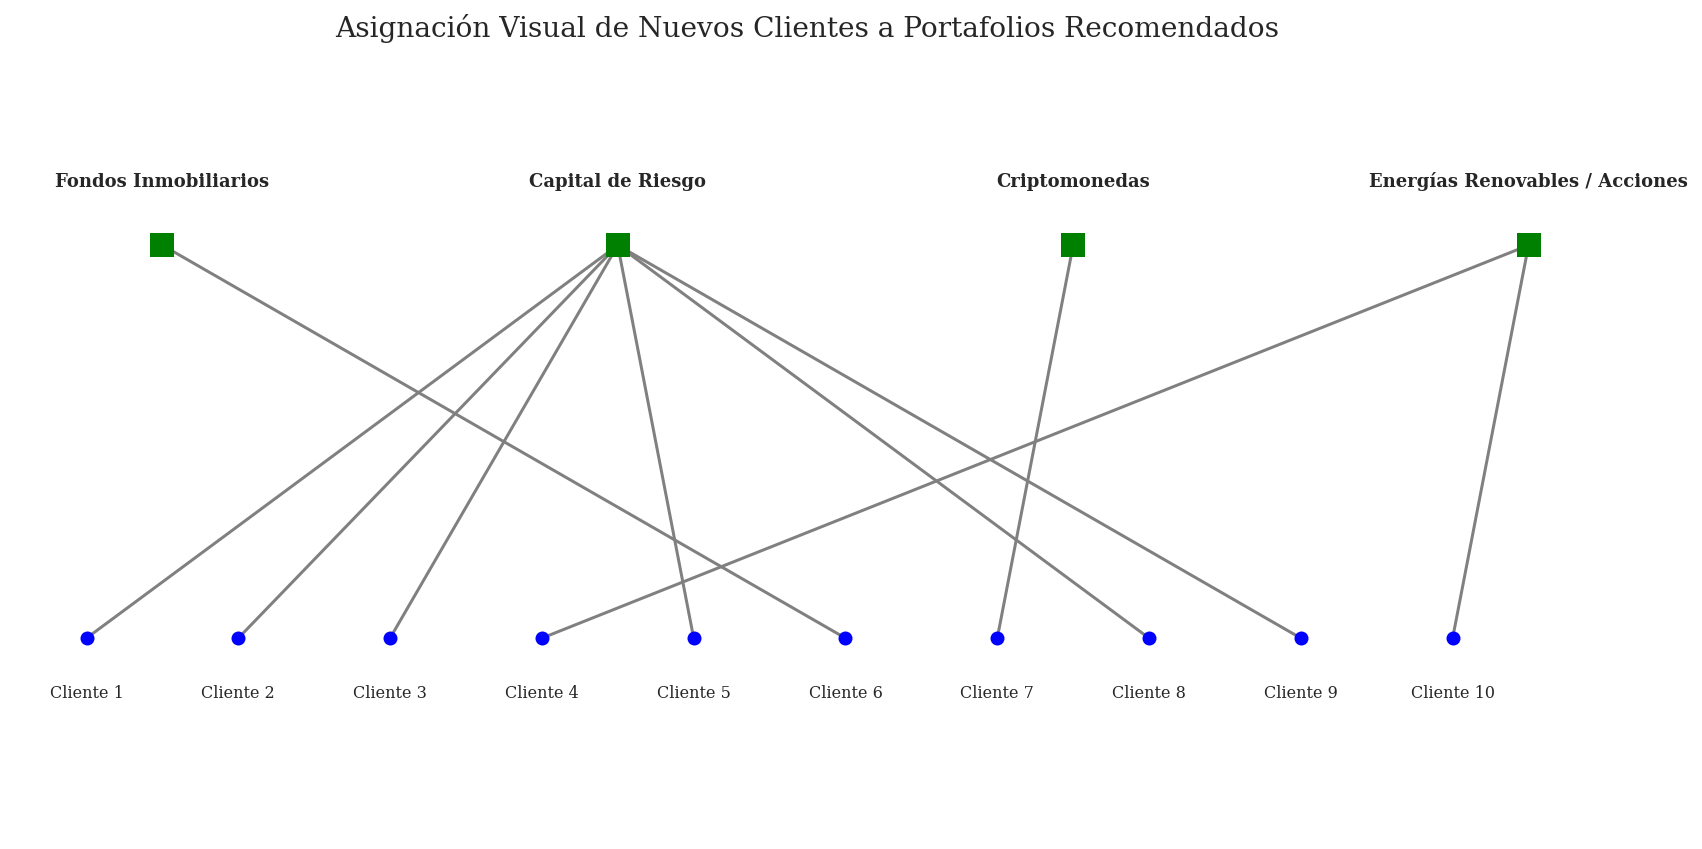 Asignación Visual de Nuevos Clientes a Portafolios Recomendados
Fondos Inmobiliarios
Capital de Riesgo
Criptomonedas
Energías Renovables / Acciones
Cliente 1
Cliente 2
Cliente 3
Cliente 4
Cliente 5
Cliente 6
Cliente 7
Cliente 8
Cliente 9
Cliente 10